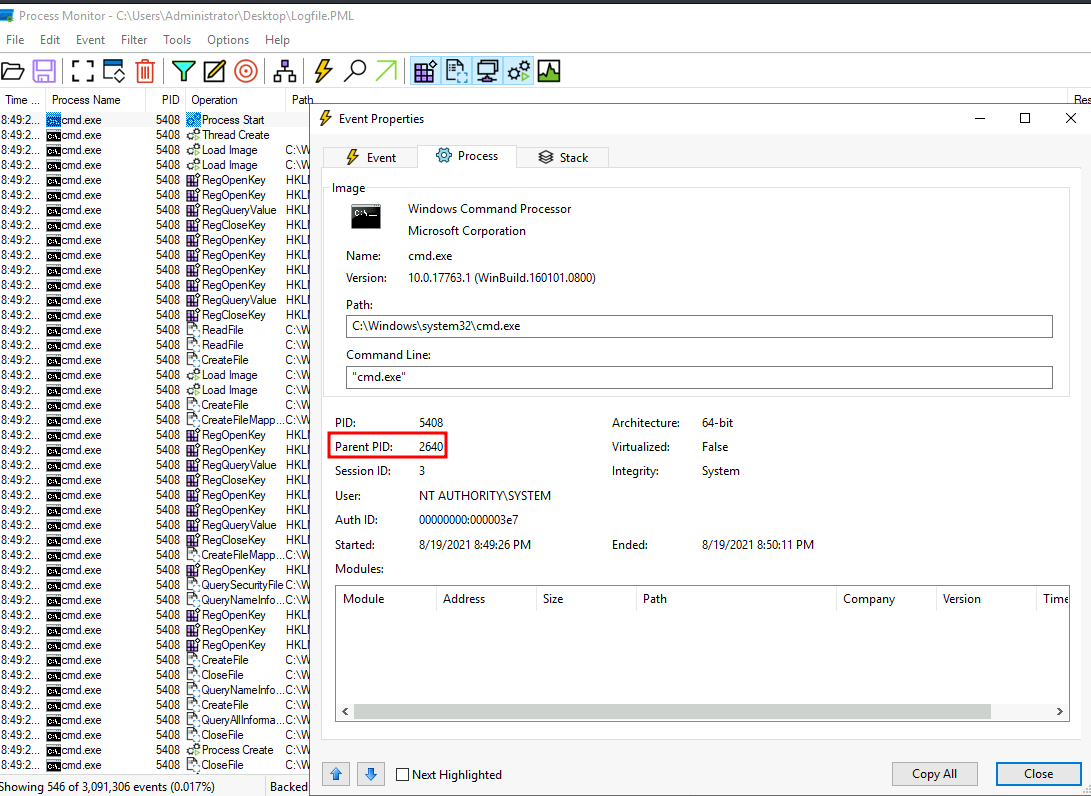 Process Monitor - C:\Users\Administrator\Desktop\Logfile.PML
File Edit Event Filter Tools Options Help
Time ... Process Name PID Operation Path Res
8:49:2... cmd.exe 5408 Process Start
8:49:2... cmd.exe 5408 Thread Create
8:49:2... cmd.exe 5408 Load Image C:\W
8:49:2... cmd.exe 5408 Load Image C:\W
8:49:2... cmd.exe 5408 RegOpenKey HKLM
8:49:2... cmd.exe 5408 RegOpenKey HKLM
8:49:2... cmd.exe 5408 RegQueryValue HKLM
8:49:2... cmd.exe 5408 RegCloseKey HKLM
8:49:2... cmd.exe 5408 RegOpenKey HKLM
8:49:2... cmd.exe 5408 RegOpenKey HKLM
8:49:2... cmd.exe 5408 RegOpenKey HKLM
8:49:2... cmd.exe 5408 RegOpenKey HKLM
8:49:2... cmd.exe 5408 RegQueryValue HKLM
8:49:2... cmd.exe 5408 RegCloseKey HKLM
8:49:2... cmd.exe 5408 ReadFile C:\W
8:49:2... cmd.exe 5408 ReadFile C:\W
8:49:2... cmd.exe 5408 CreateFile C:\W
8:49:2... cmd.exe 5408 Load Image C:\W
8:49:2... cmd.exe 5408 Load Image C:\W
8:49:2... cmd.exe 5408 CreateFile C:\W
8:49:2... cmd.exe 5408 CreateFileMapp... C:\W
8:49:2... cmd.exe 5408 RegOpenKey HKLM
8:49:2... cmd.exe 5408 RegOpenKey HKLM
8:49:2... cmd.exe 5408 RegQueryValue HKLM
8:49:2... cmd.exe 5408 RegCloseKey HKLM
8:49:2... cmd.exe 5408 RegOpenKey HKLM
8:49:2... cmd.exe 5408 RegOpenKey HKLM
8:49:2... cmd.exe 5408 RegQueryValue HKLM
8:49:2... cmd.exe 5408 RegCloseKey HKLM
8:49:2... cmd.exe 5408 CreateFileMapp... C:\W
8:49:2... cmd.exe 5408 RegOpenKey HKLM
8:49:2... cmd.exe 5408 QuerySecurityFile C:\W
8:49:2... cmd.exe 5408 QueryNameInfo... C:\W
8:49:2... cmd.exe 5408 RegOpenKey HKLM
8:49:2... cmd.exe 5408 RegOpenKey HKLM
8:49:2... cmd.exe 5408 RegOpenKey HKLM
8:49:2... cmd.exe 5408 CreateFile C:\W
8:49:2... cmd.exe 5408 CloseFile C:\W
8:49:2... cmd.exe 5408 QueryNameInfo... C:\W
8:49:2... cmd.exe 5408 CreateFile C:\W
8:49:2... cmd.exe 5408 QueryAllInforma... C:\W
8:49:2... cmd.exe 5408 CloseFile C:\W
8:49:2... cmd.exe 5408 Process Create C:\W
8:49:2... cmd.exe 5408 CloseFile C:\W
Showing 546 of 3,091,306 events (0.017%) Backed
Event Properties
Event Process Stack
Image
Windows Command Processor
Microsoft Corporation
Name: cmd.exe
Version: 10.0.17763.1 (WinBuild.160101.0800)
Path:
C:\Windows\system32\cmd.exe
Command Line:
"cmd.exe"
PID: 5408 Architecture: 64-bit
Parent PID: 2640 Virtualized: False
Session ID: 3 Integrity: System
User: NT AUTHORITY\SYSTEM
Auth ID: 00000000:000003e7
Started: 8/19/2021 8:49:26 PM Ended: 8/19/2021 8:50:11 PM
Modules:
Module Address Size Path Company Version Time
Next Highlighted Copy All Close